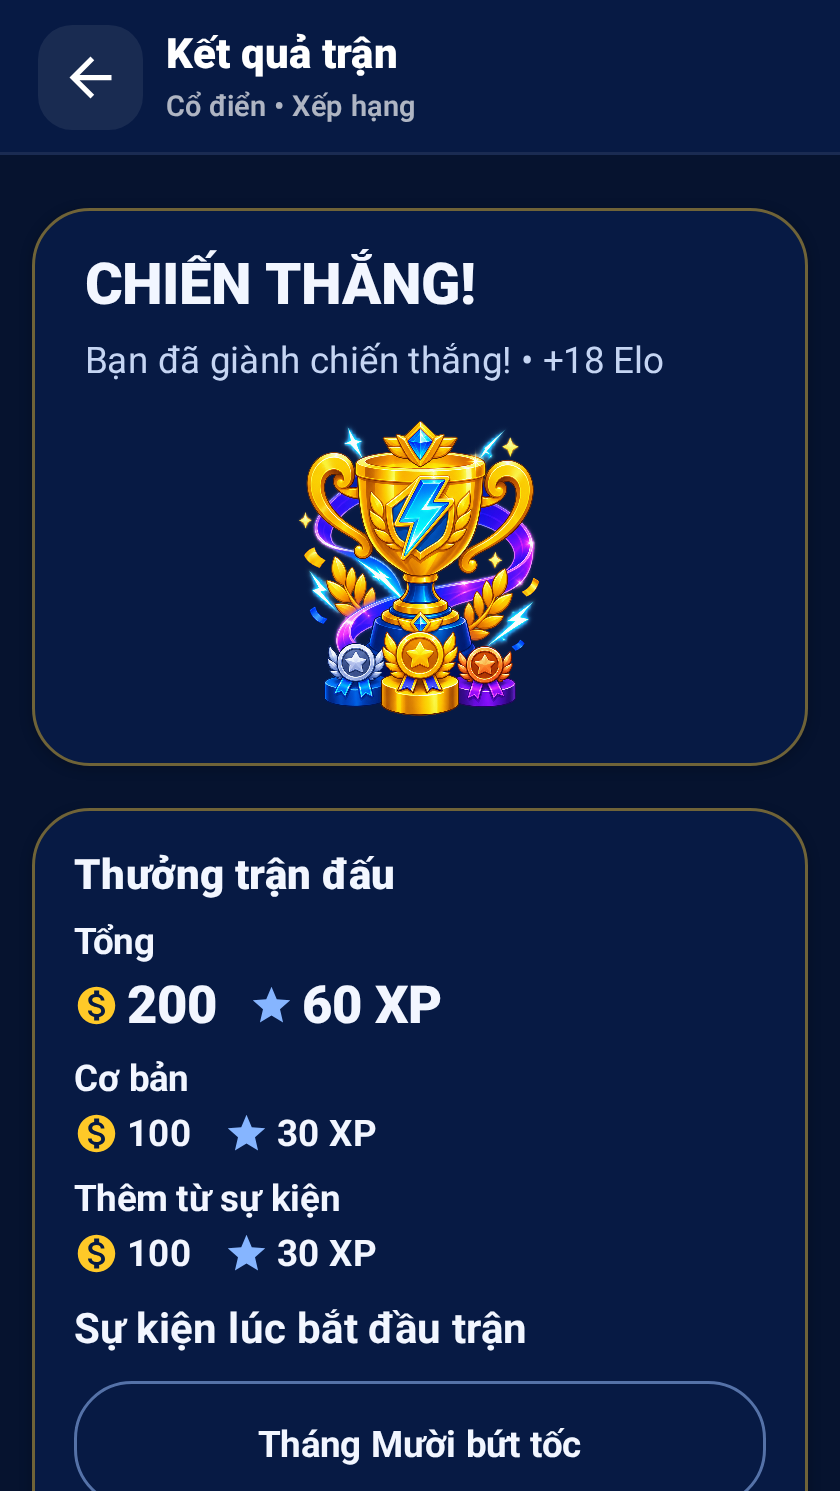 Kết quả trận
Cổ điển • Xếp hạng
CHIẾN THẮNG!
Bạn đã giành chiến thắng! • +18 Elo
Thưởng trận đấu
Tổng
$ 200 60 XP
Cơ bản
$ 100 30 XP
Thêm từ sự kiện
$ 100 30 XP
Sự kiện lúc bắt đầu trận
Tháng Mười bứt tốc